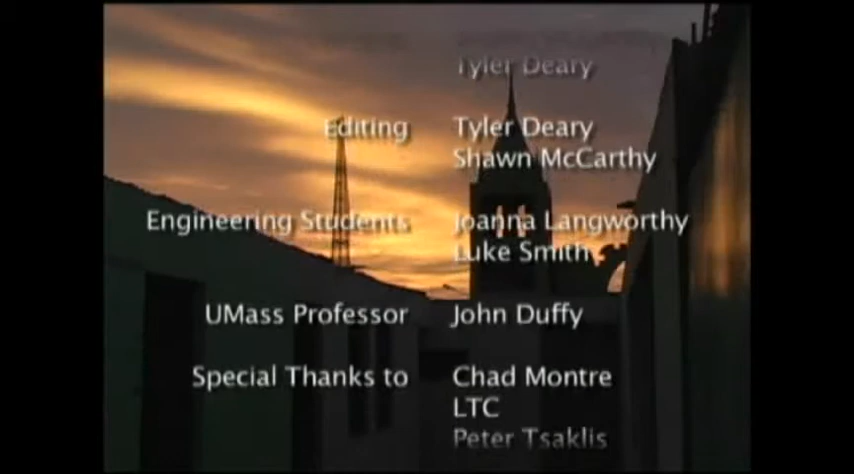 Tyler Deary
Editing Tyler Deary
Shawn McCarthy
Engineering Students Joanna Langworthy
Luke Smith
UMass Professor John Duffy
Special Thanks to Chad Montre
LTC
Peter Tsaklis